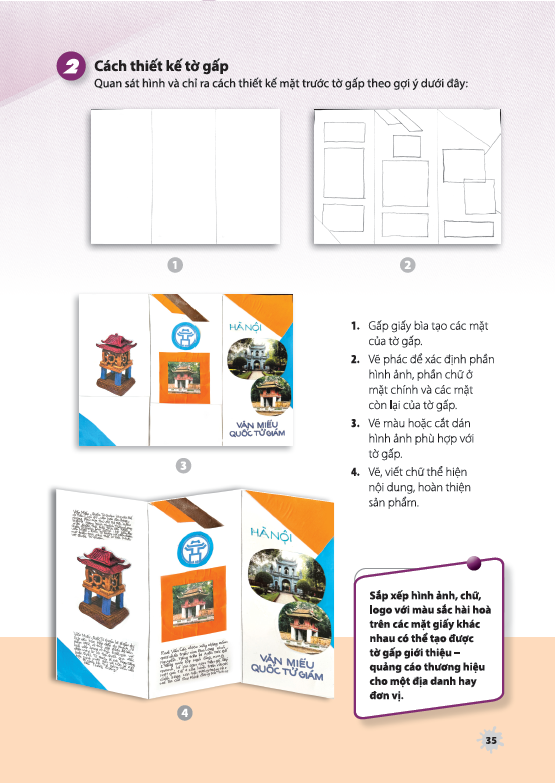 2 Cách thiết kế tờ gấp
Quan sát hình và chỉ ra cách thiết kế mặt trước tờ gấp theo gợi ý dưới đây:
1
2
HÀ NỘI
VĂN MIẾU
QUỐC TỬ GIÁM
3
1. Gấp giấy bìa tạo các mặt
của tờ gấp.
2. Vẽ phác để xác định phần
hình ảnh, phần chữ ở
mặt chính và các mặt
còn lại của tờ gấp.
3. Vẽ màu hoặc cắt dán
hình ảnh phù hợp với
tờ gấp.
4. Vẽ, viết chữ thể hiện
nội dung, hoàn thiện
sản phẩm.
HÀ NỘI
VĂN MIẾU
QUỐC TỬ GIÁM
4
Sắp xếp hình ảnh, chữ,
logo với màu sắc hài hoà
trên các mặt giấy khác
nhau có thể tạo được
tờ gấp giới thiệu –
quảng cáo thương hiệu
cho một địa danh hay
đơn vị.
35